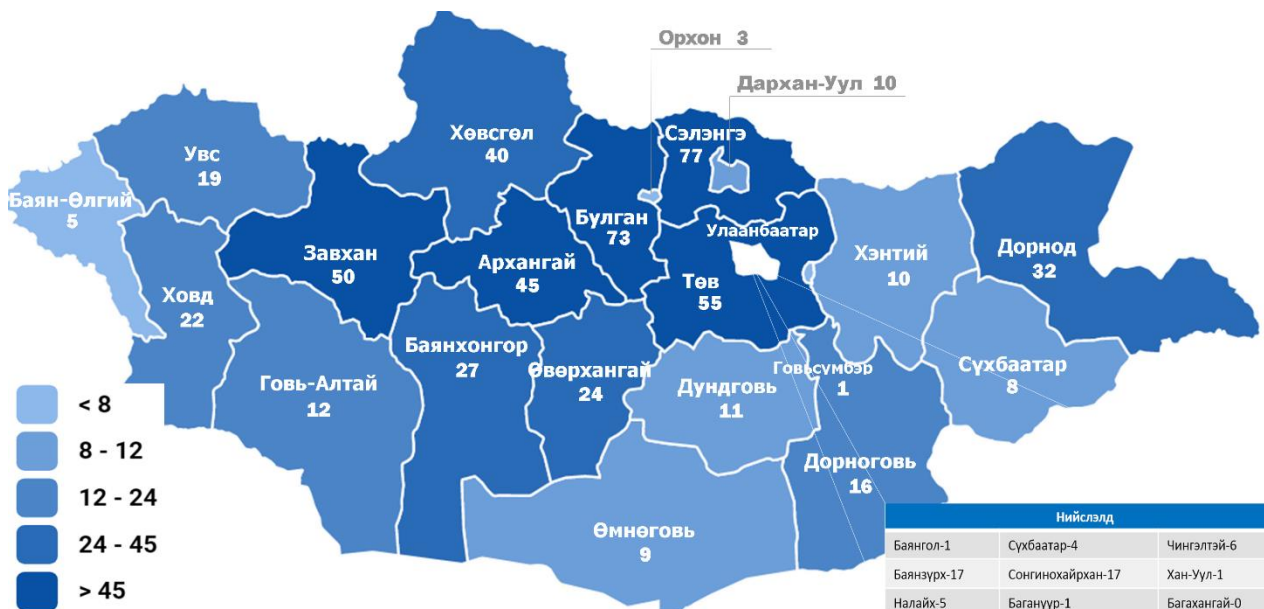 Орхон 3
Дархан-Уул 10
Хөвсгөл
40
Сэлэнгэ
77
Увс
19
Баян-Өлгий
5
Булган
73
Улаанбаатар
Завхан
50
Архангай
45
Төв
55
Хэнтий
10
Дорнод
32
Ховд
22
Баянхонгор
27
Өвөрхангай
24
Говь-Алтай
12
Дундговь
11
Говьсүмбэр
1
Сүхбаатар
8
Дорноговь
16
Өмнөговь
9
< 8
8 - 12
12 - 24
24 - 45
> 45
Нийслэлд
Баянгол-1 Сүхбаатар-4 Чингэлтэй-6
Баянзүрх-17 Сонгинохайрхан-17 Хан-Уул-1
Налайх-5 Багануур-1 Багахангай-0